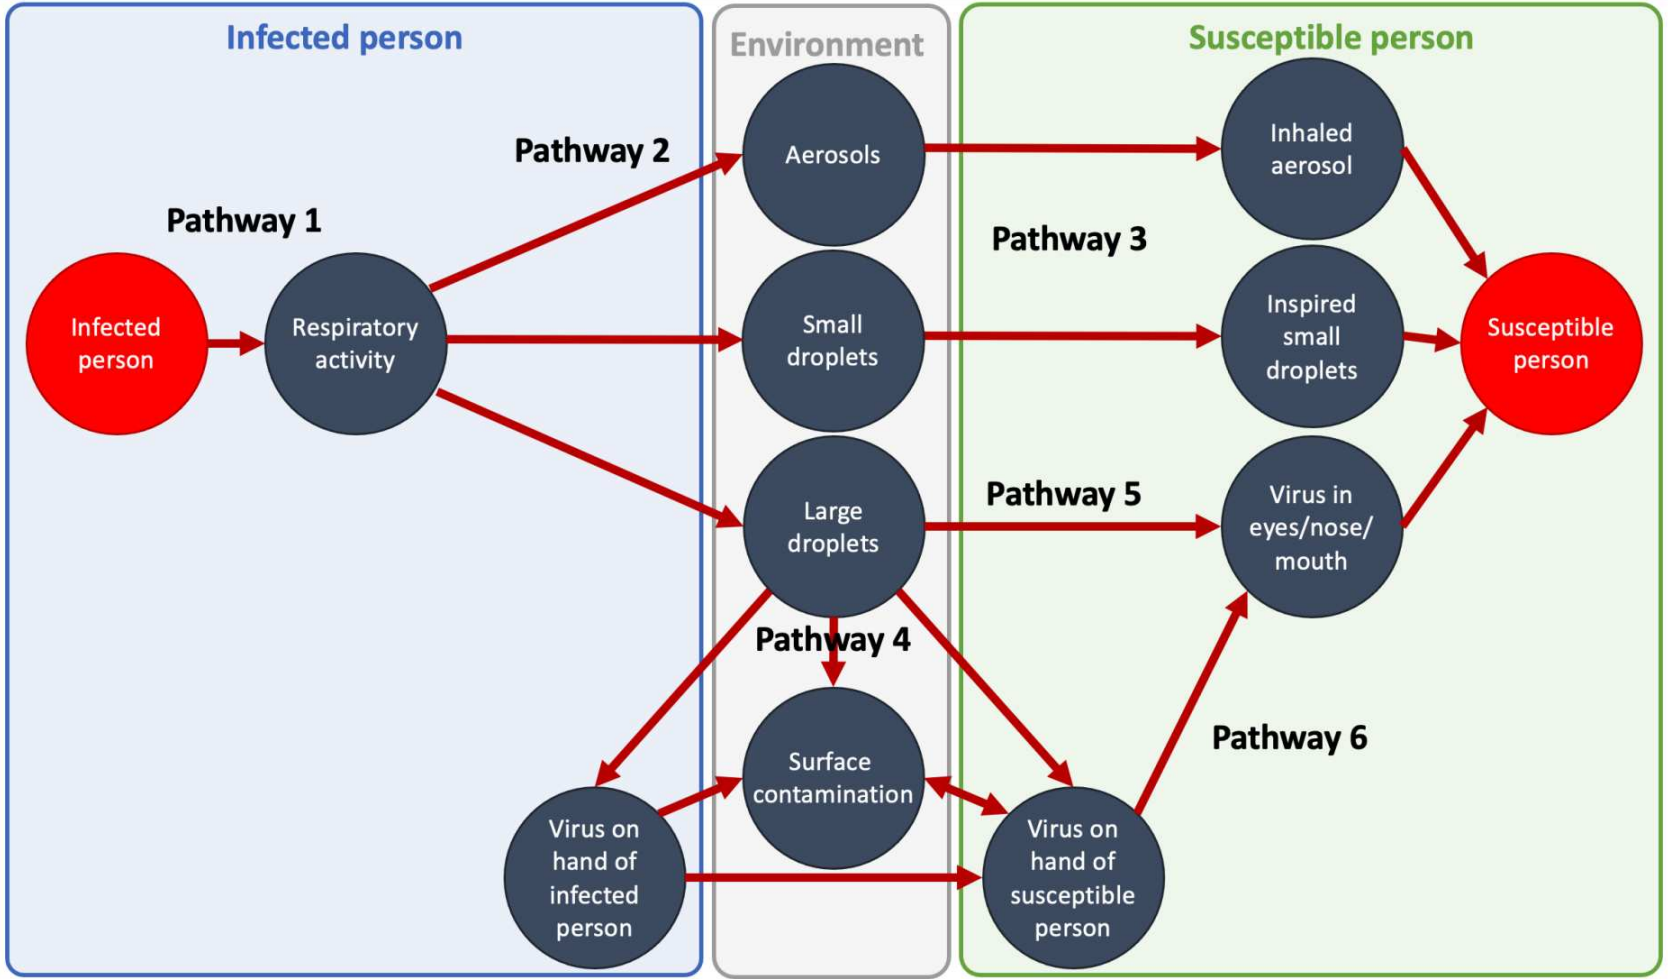 Infected person
Environment
Susceptible person
Pathway 1
Pathway 2
Pathway 3
Pathway 5
Pathway 4
Pathway 6
Infected
person
Respiratory
activity
Aerosols
Small
droplets
Large
droplets
Surface
contamination
Virus on
hand of
infected
person
Virus on
hand of
susceptible
person
Inhaled
aerosol
Inspired
small
droplets
Virus in
eyes/nose/
mouth
Susceptible
person